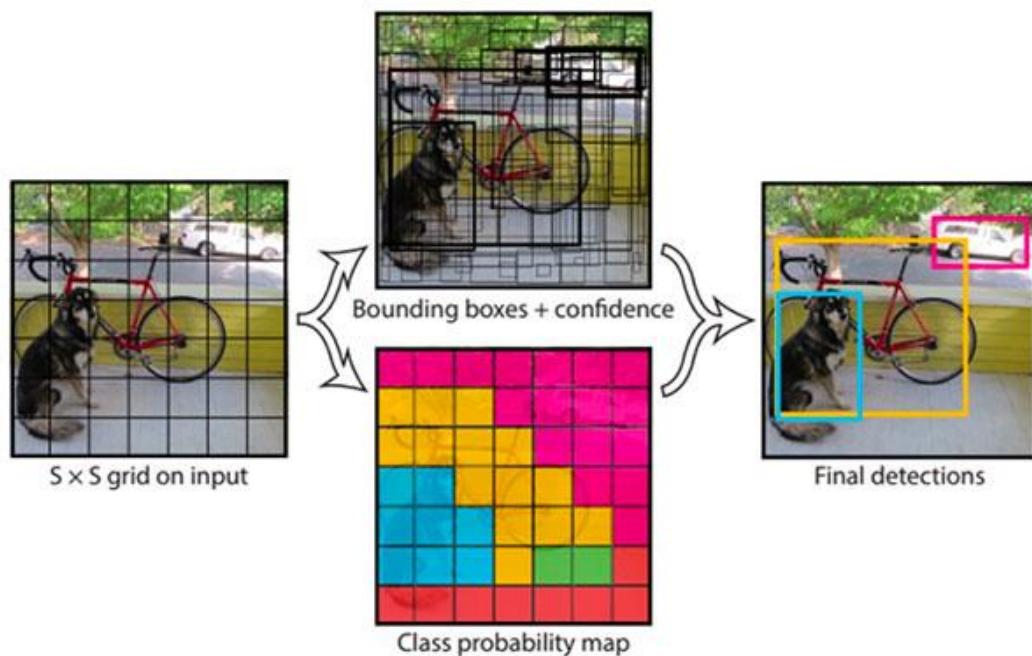 S × S grid on input
Bounding boxes + confidence
Class probability map
Final detections